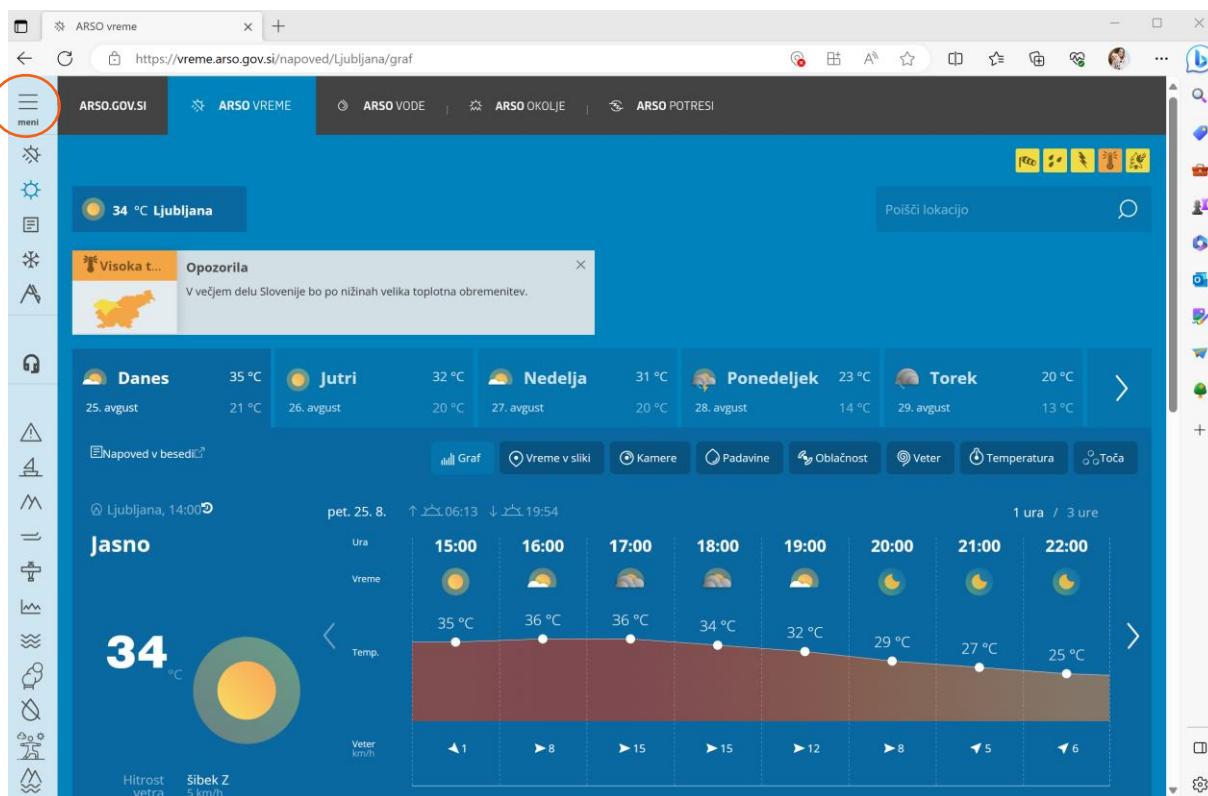 ARSO vreme
https://vreme.arso.gov.si/napoved/Ljubljana/graf
meni
ARSO.GOV.SI ARSO VREME ARSO VODE ARSO OKOLJE ARSO POTRESI
34 °C Ljubljana
Poišči lokacijo
Visoka t...
Opozorila
V večjem delu Slovenije bo po nižinah velika toplotna obremenitev.
Danes 35 °C Jutri 32 °C Nedelja 31 °C Ponedeljek 23 °C Torek 20 °C
25. avgust 21 °C 26. avgust 20 °C 27. avgust 20 °C 28. avgust 14 °C 29. avgust 13 °C
Napoved v besedi
Graf Vreme v sliki Kamere Padavine Oblačnost Veter Temperatura Toča
Ljubljana, 14:00
pet. 25. 8. 06:13 19:54
1 ura / 3 ure
Jasno
Ura 15:00 16:00 17:00 18:00 19:00 20:00 21:00 22:00
Vreme
34 °C
Temp. 35 °C 36 °C 36 °C 34 °C 32 °C 29 °C 27 °C 25 °C
Veter 1 8 15 15 12 8 5 6
km/h
Hitrost šibek Z
vetra 5 km/h